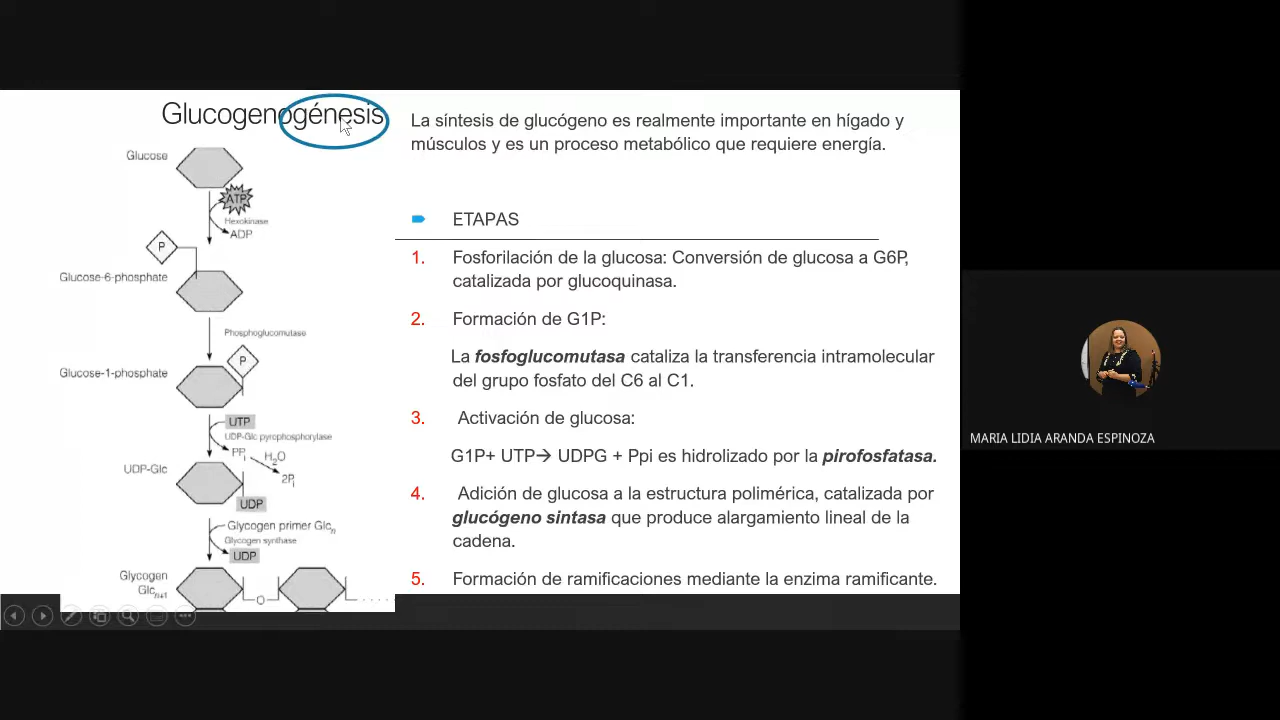 Glucogenogénesis
Glucose
ATP
Hexokinase
ADP
P
Glucose-6-phosphate
Phosphoglucomutase
P
Glucose-1-phosphate
UTP
UDP-Glc pyrophosphorylase
PPi
H2O
2Pi
UDP-Glc
UDP
Glycogen primer Glcn
Glycogen synthase
UDP
Glycogen
Glcn+1
O
La síntesis de glucógeno es realmente importante en hígado y
músculos y es un proceso metabólico que requiere energía.
ETAPAS
1. Fosforilación de la glucosa: Conversión de glucosa a G6P,
catalizada por glucoquinasa.
2. Formación de G1P:
La fosfoglucomutasa cataliza la transferencia intramolecular
del grupo fosfato del C6 al C1.
3. Activación de glucosa:
G1P+ UTP→ UDPG + Ppi es hidrolizado por la pirofosfatasa.
4. Adición de glucosa a la estructura polimérica, catalizada por
glucógeno sintasa que produce alargamiento lineal de la
cadena.
5. Formación de ramificaciones mediante la enzima ramificante.
MARIA LIDIA ARANDA ESPINOZA